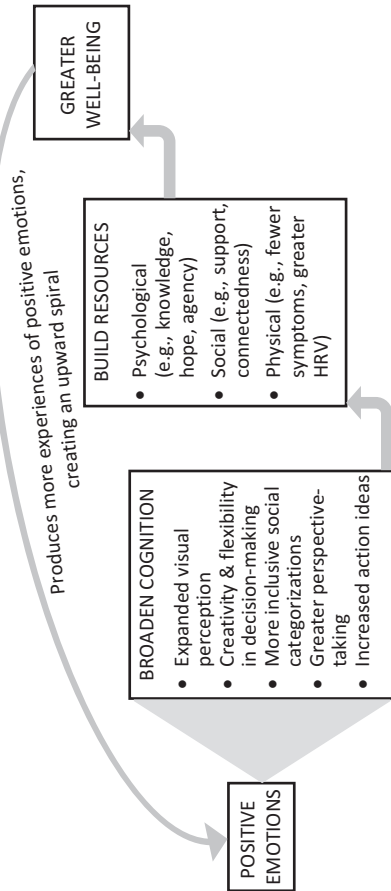 Produces more experiences of positive emotions,
creating an upward spiral
POSITIVE
EMOTIONS
BROADEN COGNITION
• Expanded visual
perception
• Creativity & flexibility
in decision-making
• More inclusive social
categorizations
• Greater perspective-
taking
• Increased action ideas
BUILD RESOURCES
• Psychological
(e.g., knowledge,
hope, agency)
• Social (e.g., support,
connectedness)
• Physical (e.g., fewer
symptoms, greater
HRV)
GREATER
WELL-BEING